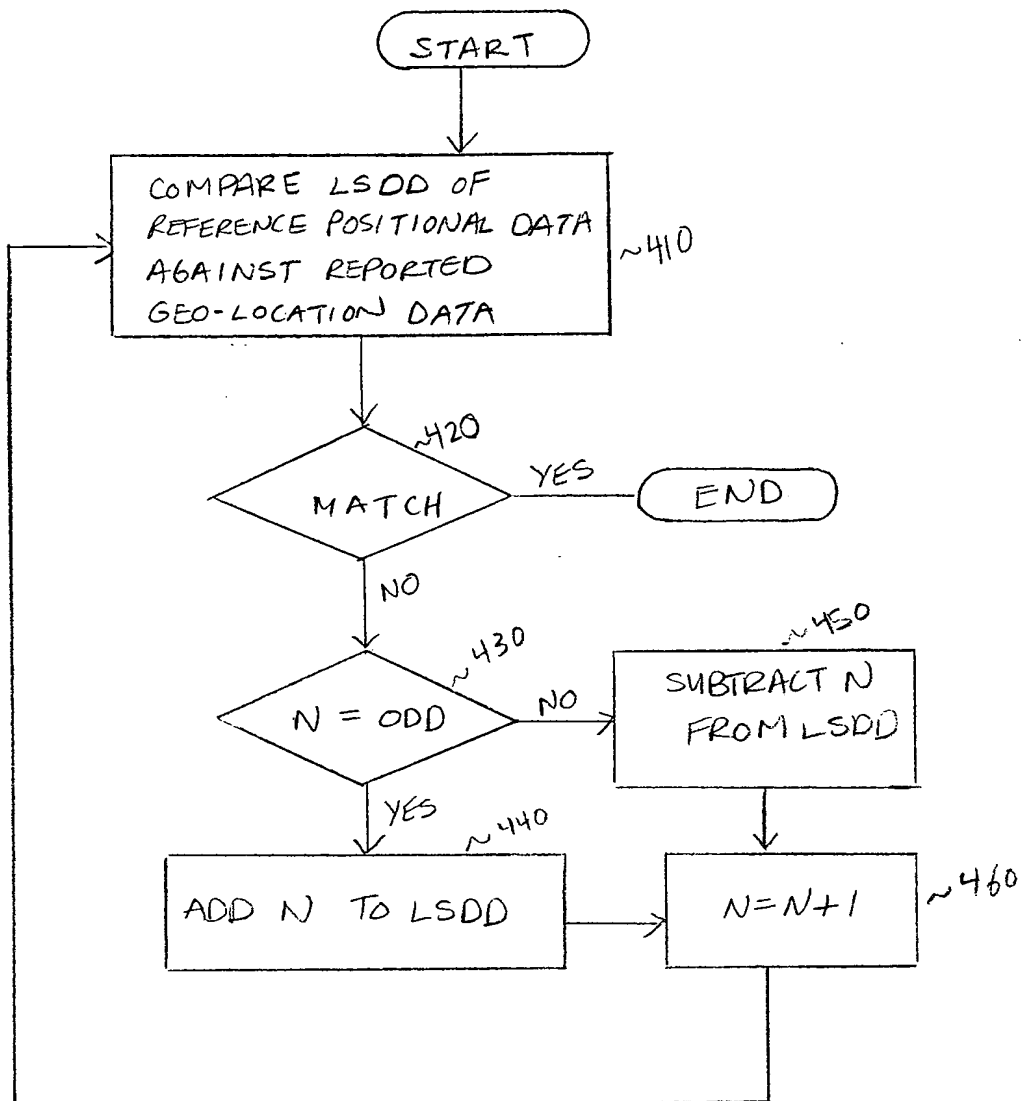 START
COMPARE LSDD OF
REFERENCE POSITIONAL DATA
AGAINST REPORTED
GEO-LOCATION DATA
~410
~420
MATCH
YES
END
NO
~430
N = ODD
NO
~450
SUBTRACT N
FROM LSDD
YES
~440
ADD N TO LSDD
N=N+1
~460